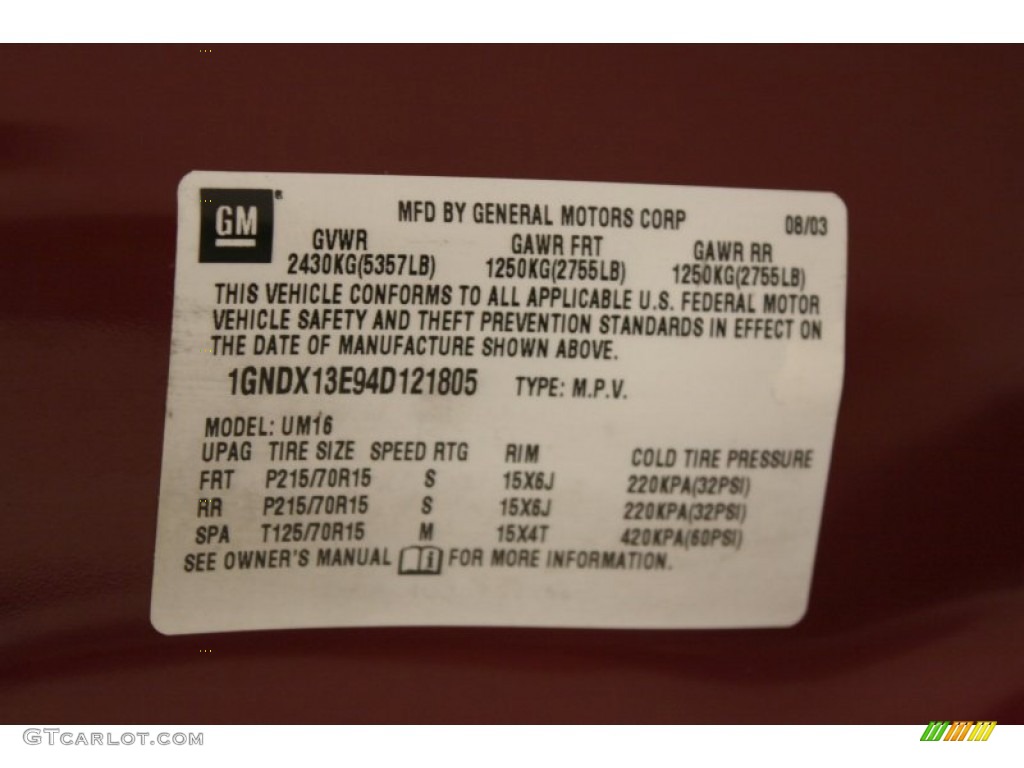 GM®
MFD BY GENERAL MOTORS CORP 08/03
GVWR GAWR FRT GAWR RR
2430KG(5357LB) 1250KG(2755LB) 1250KG(2755LB)
THIS VEHICLE CONFORMS TO ALL APPLICABLE U.S. FEDERAL MOTOR
VEHICLE SAFETY AND THEFT PREVENTION STANDARDS IN EFFECT ON
THE DATE OF MANUFACTURE SHOWN ABOVE.
1GNDX13E94D121805 TYPE: M.P.V.
MODEL: UM16
UPAG TIRE SIZE SPEED RTG RIM COLD TIRE PRESSURE
FRT P215/70R15 S 15X6J 220KPA(32PSI)
RR P215/70R15 S 15X6J 220KPA(32PSI)
SPA T125/70R15 M 15X4T 420KPA(60PSI)
SEE OWNER'S MANUAL i FOR MORE INFORMATION.
GTCARLOT.COM